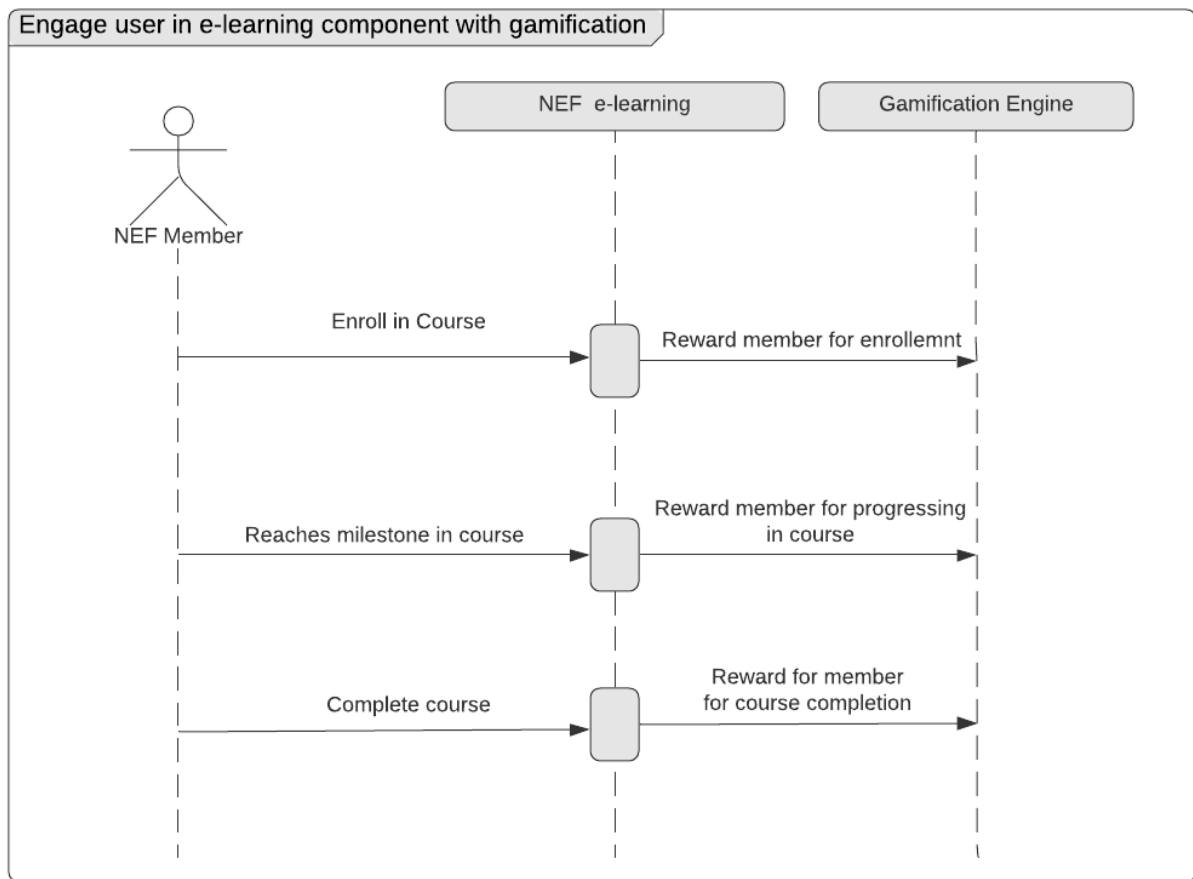 Engage user in e-learning component with gamification
NEF e-learning
Gamification Engine
NEF Member
Enroll in Course
Reward member for enrollemnt
Reaches milestone in course
Reward member for progressing
in course
Complete course
Reward for member
for course completion